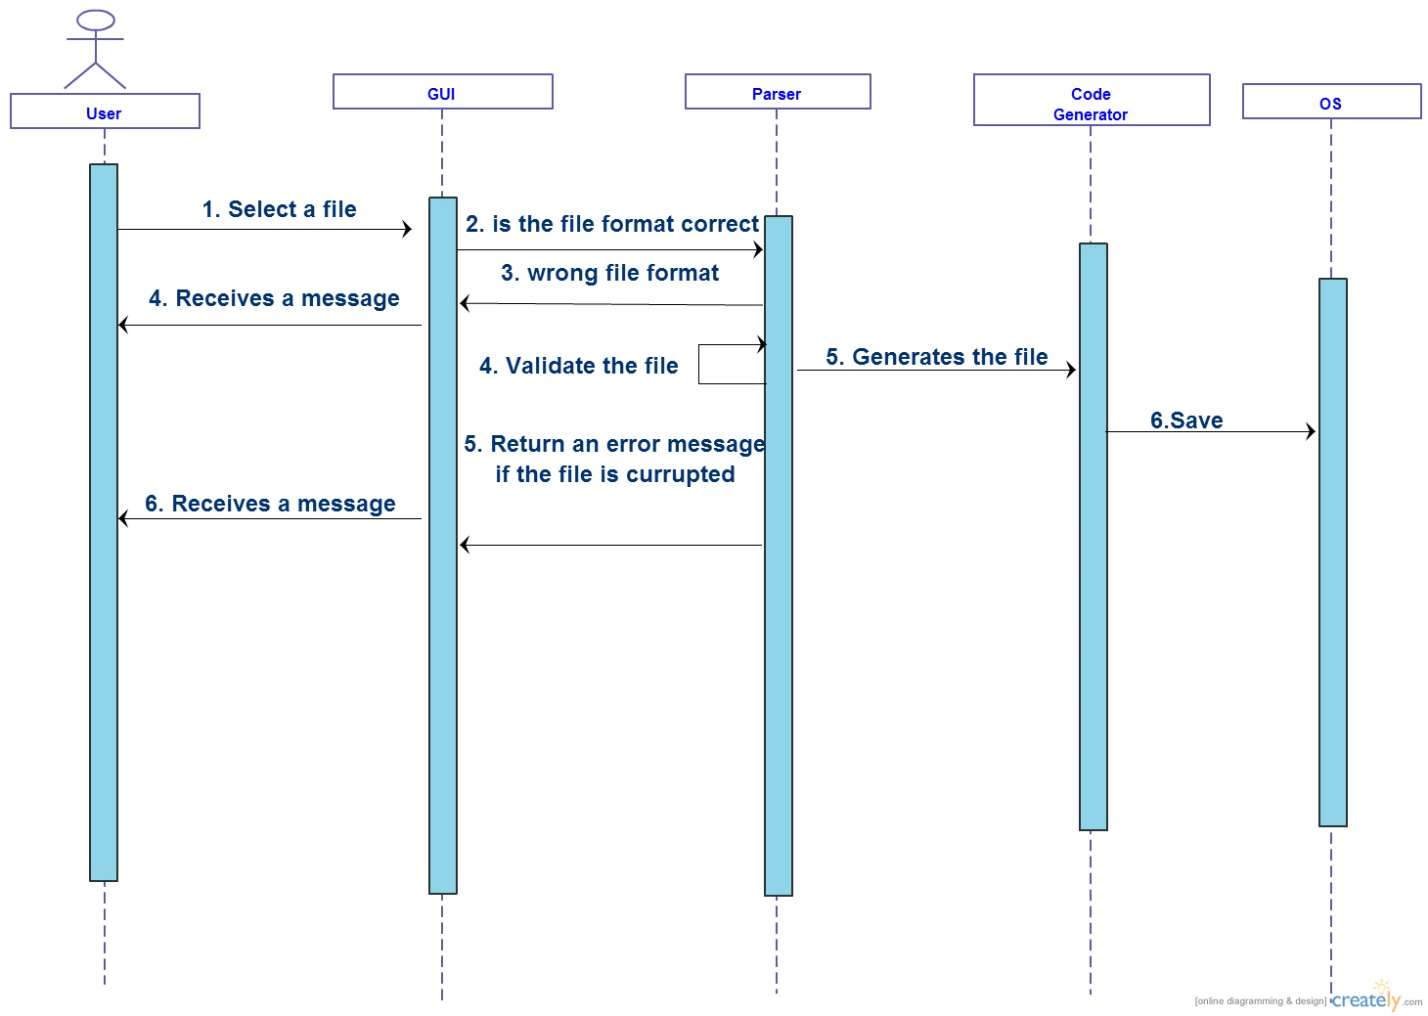 User
GUI
Parser
Code
Generator
OS
1. Select a file
2. is the file format correct
3. wrong file format
4. Receives a message
4. Validate the file
5. Generates the file
6.Save
5. Return an error message
if the file is currupted
6. Receives a message
[online diagramming & design] creately.com